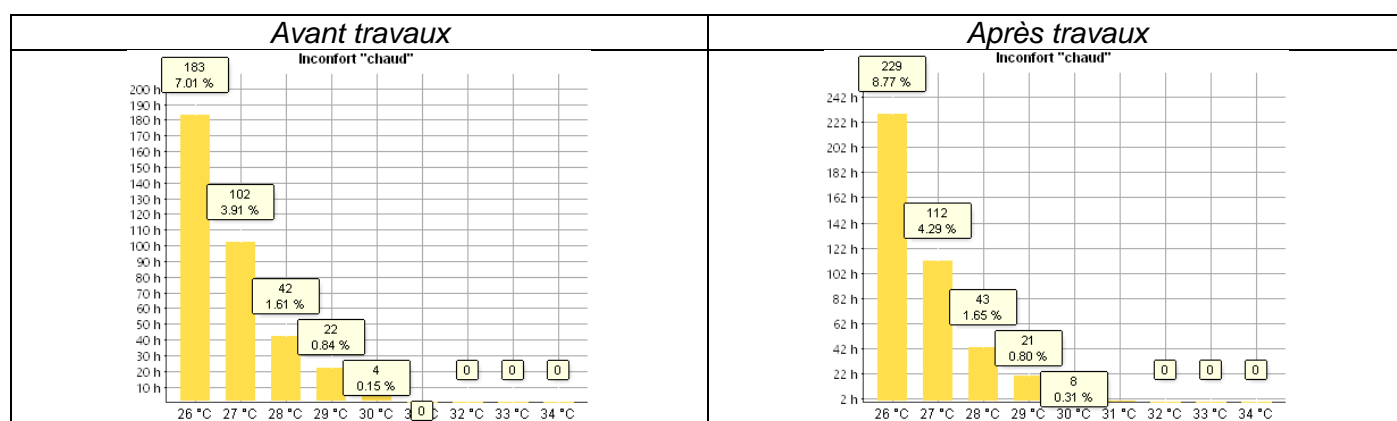 Avant travaux
Inconfort "chaud"
183
7.01 %
200 h
190 h
180 h
170 h
160 h
150 h
140 h
130 h
120 h
110 h
100 h
90 h
80 h
70 h
60 h
50 h
40 h
30 h
20 h
10 h
102
3.91 %
42
1.61 %
22
0.84 %
4
0.15 %
0
0
0
0
26 °C 27 °C 28 °C 29 °C 30 °C 32 °C 33 °C 34 °C
Après travaux
Inconfort "chaud"
229
8.77 %
242 h
222 h
202 h
182 h
162 h
142 h
122 h
102 h
82 h
62 h
42 h
22 h
2 h
112
4.29 %
43
1.65 %
21
0.80 %
8
0.31 %
0
0
0
26 °C 27 °C 28 °C 29 °C 30 °C 31 °C 32 °C 33 °C 34 °C